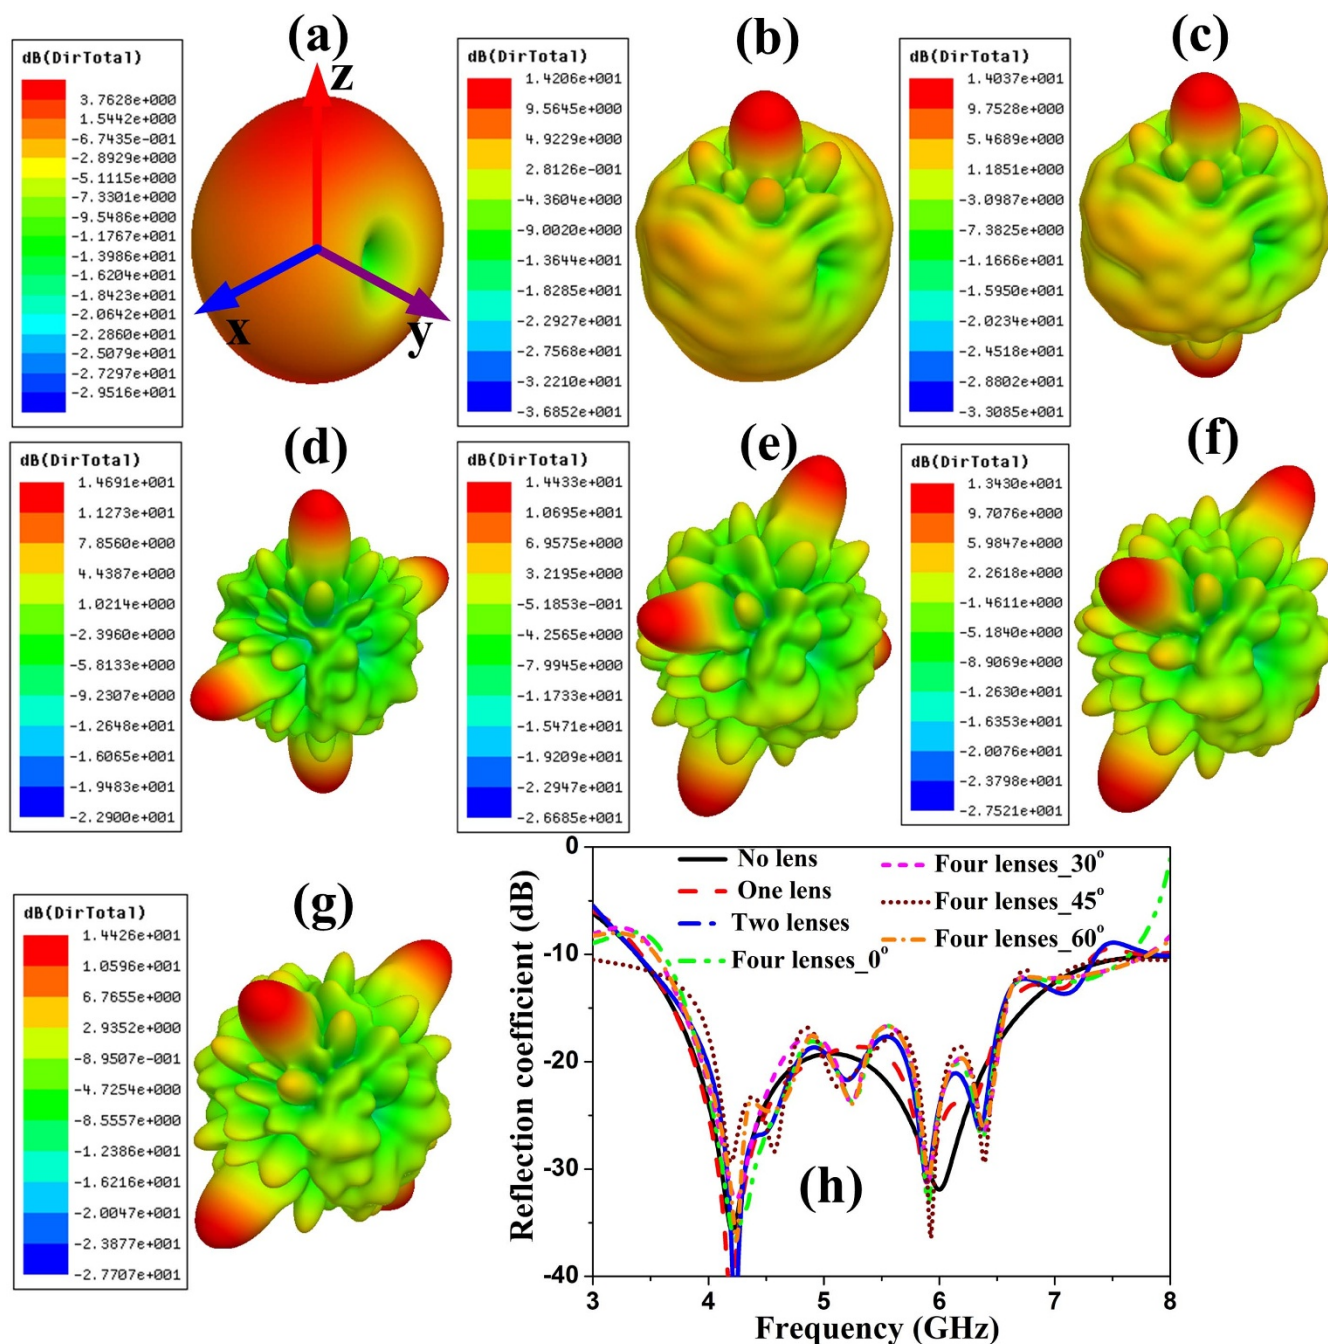 (a)
dB(DirTotal)
3.7628e+000
1.5442e+000
-6.7435e-001
-2.8929e+000
-5.1115e+000
-7.3301e+000
-9.5486e+000
-1.1767e+001
-1.3986e+001
-1.6204e+001
-1.8423e+001
-2.0642e+001
-2.2860e+001
-2.5079e+001
-2.7297e+001
-2.9516e+001
z
x
y
(b)
dB(DirTotal)
1.4206e+001
9.5645e+000
4.9229e+000
2.8126e-001
-4.3604e+000
-9.0020e+000
-1.3644e+001
-1.8285e+001
-2.2927e+001
-2.7568e+001
-3.2210e+001
-3.6852e+001
(c)
dB(DirTotal)
1.4037e+001
9.7528e+000
5.4689e+000
1.1851e+000
-3.0987e+000
-7.3825e+000
-1.1666e+001
-1.5950e+001
-2.0234e+001
-2.4518e+001
-2.8802e+001
-3.3085e+001
(d)
dB(DirTotal)
1.4691e+001
1.1273e+001
7.8560e+000
4.4387e+000
1.0214e+000
-2.3960e+000
-5.8133e+000
-9.2307e+000
-1.2648e+001
-1.6065e+001
-1.9483e+001
-2.2900e+001
(e)
dB(DirTotal)
1.4433e+001
1.0695e+001
6.9575e+000
3.2195e+000
-5.1853e-001
-4.2565e+000
-7.9945e+000
-1.1733e+001
-1.5471e+001
-1.9209e+001
-2.2947e+001
-2.6685e+001
(f)
dB(DirTotal)
1.3430e+001
9.7076e+000
5.9847e+000
2.2618e+000
-1.4611e+000
-5.1840e+000
-8.9069e+000
-1.2630e+001
-1.6353e+001
-2.0076e+001
-2.3798e+001
-2.7521e+001
(g)
dB(DirTotal)
1.4426e+001
1.0596e+001
6.7655e+000
2.9352e+000
-8.9507e-001
-4.7254e+000
-8.5557e+000
-1.2386e+001
-1.6216e+001
-2.0047e+001
-2.3877e+001
-2.7707e+001
Reflection coefficient (dB)
0
-10
-20
-30
-40
No lens
One lens
Two lenses
Four lenses_0°
Four lenses_30°
Four lenses_45°
Four lenses_60°
(h)
3 4 5 6 7 8
Frequency (GHz)